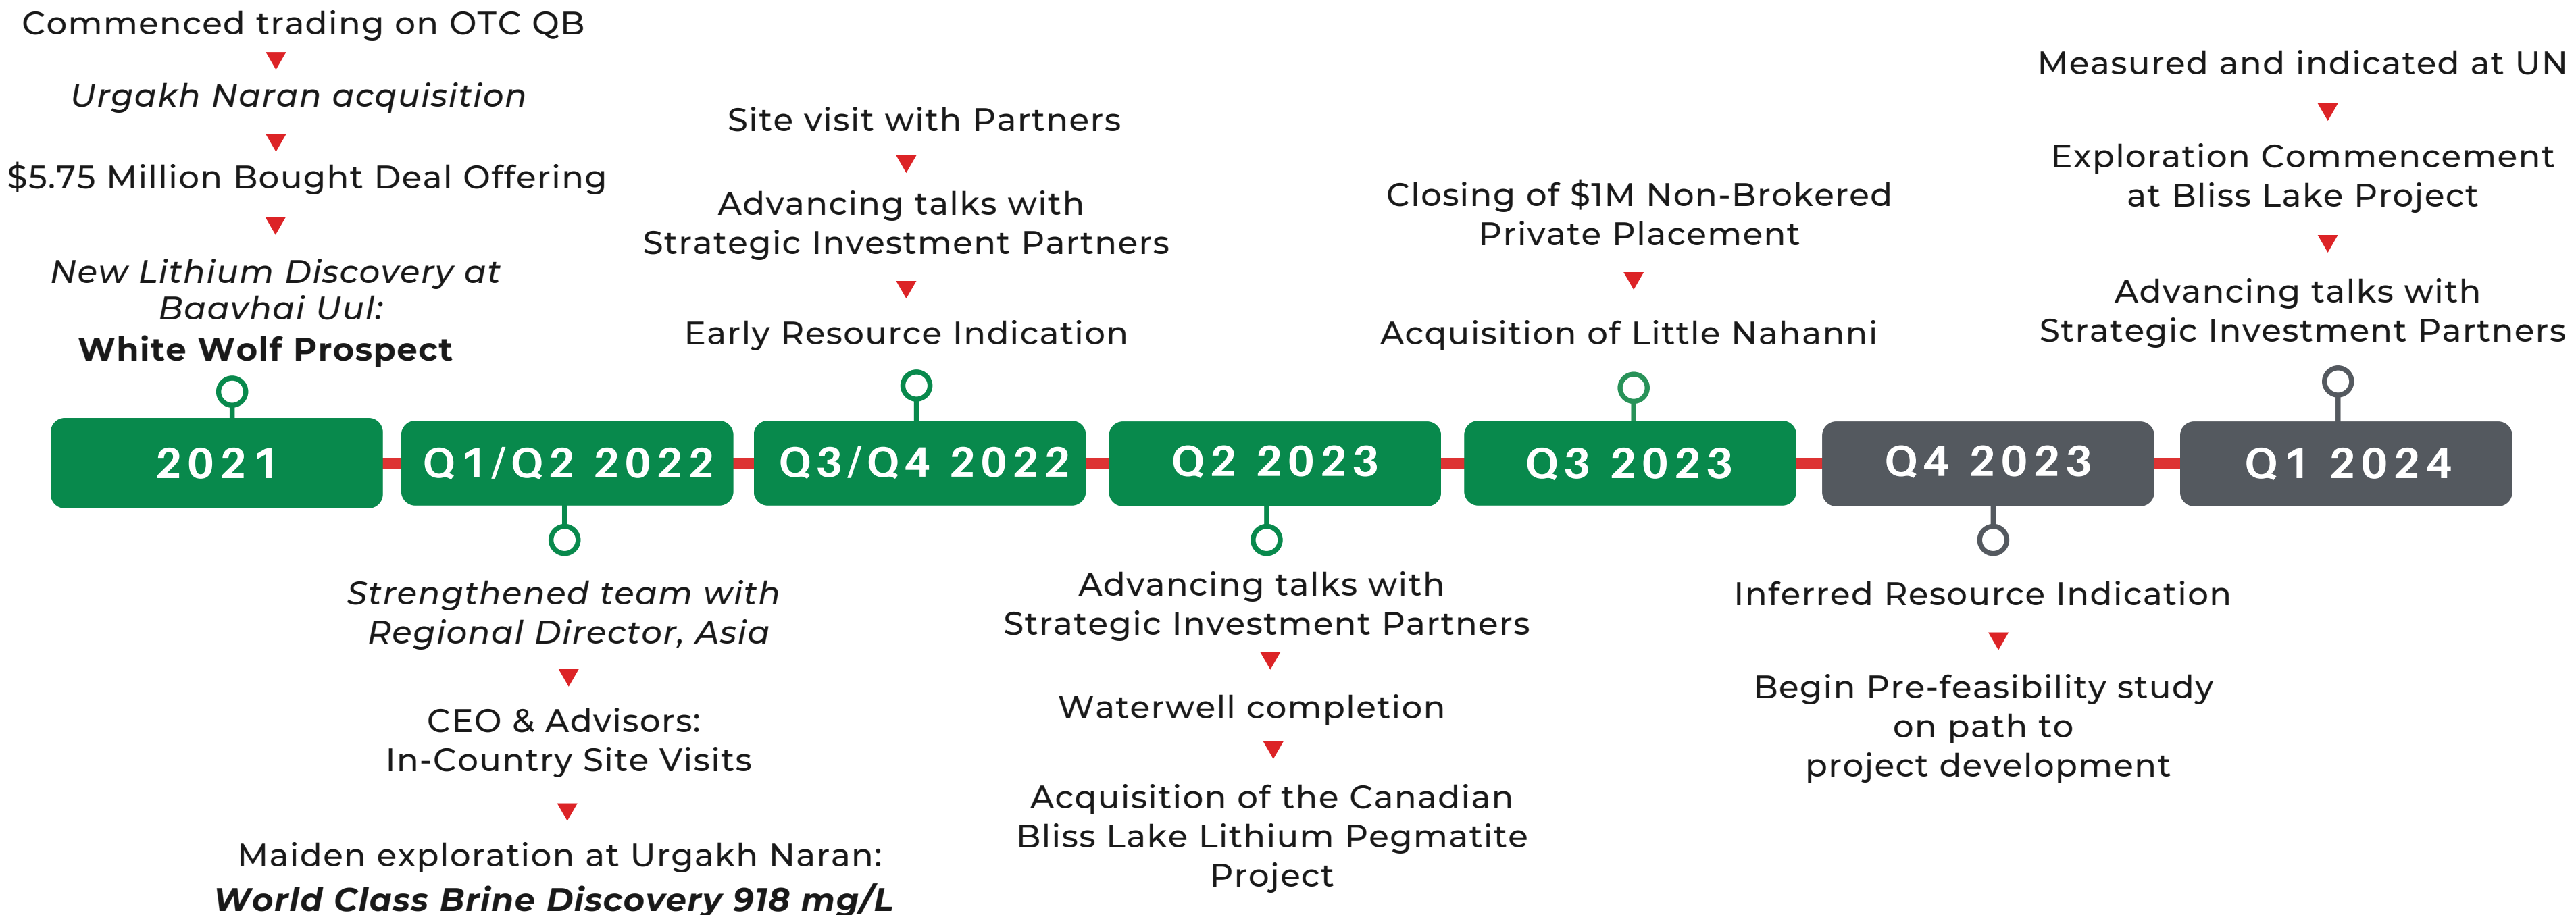 Commenced trading on OTC QB
Urgakh Naran acquisition
$5.75 Million Bought Deal Offering
New Lithium Discovery at
Baavhai Uul:
White Wolf Prospect
2021
Q1/Q2 2022
Strengthened team with
Regional Director, Asia
CEO & Advisors:
In-Country Site Visits
Maiden exploration at Urgakh Naran:
World Class Brine Discovery 918 mg/L
Site visit with Partners
Advancing talks with
Strategic Investment Partners
Early Resource Indication
Q3/Q4 2022
Q2 2023
Advancing talks with
Strategic Investment Partners
Waterwell completion
Acquisition of the Canadian
Bliss Lake Lithium Pegmatite
Project
Closing of $1M Non-Brokered
Private Placement
Acquisition of Little Nahanni
Q3 2023
Q4 2023
Inferred Resource Indication
Begin Pre-feasibility study
on path to
project development
Measured and indicated at UN
Exploration Commencement
at Bliss Lake Project
Advancing talks with
Strategic Investment Partners
Q1 2024